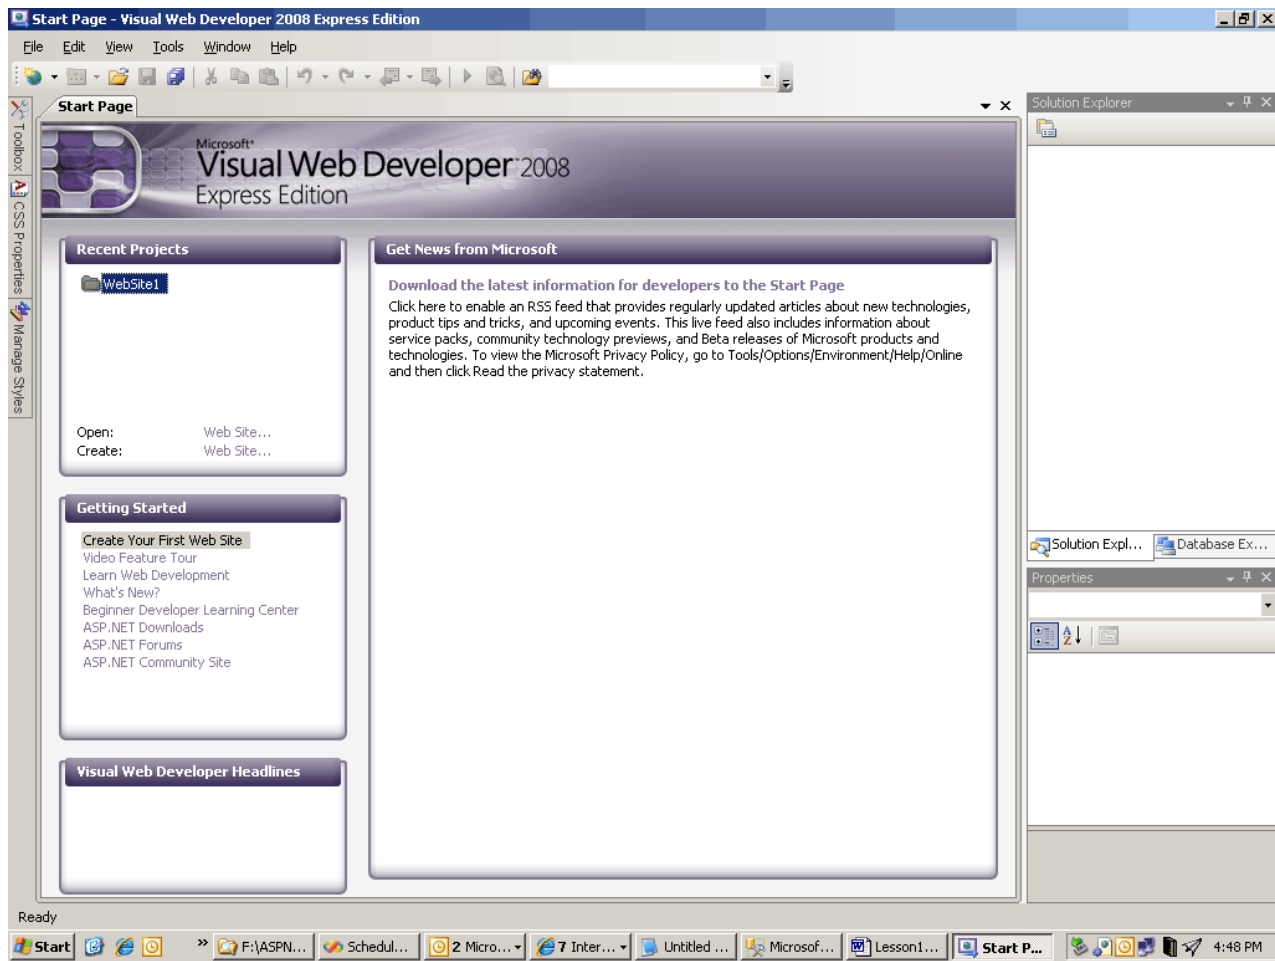 Start Page - Visual Web Developer 2008 Express Edition
File Edit View Tools Window Help
Start Page
Toolbox
CSS Properties
Manage Styles
Microsoft
Visual Web Developer 2008
Express Edition
Recent Projects
WebSite1
Open: Web Site...
Create: Web Site...
Getting Started
Create Your First Web Site
Video Feature Tour
Learn Web Development
What's New?
Beginner Developer Learning Center
ASP.NET Downloads
ASP.NET Forums
ASP.NET Community Site
Visual Web Developer Headlines
Get News from Microsoft
Download the latest information for developers to the Start Page
Click here to enable an RSS feed that provides regularly updated articles about new technologies,
product tips and tricks, and upcoming events. This live feed also includes information about
service packs, community technology previews, and Beta releases of Microsoft products and
technologies. To view the Microsoft Privacy Policy, go to Tools/Options/Environment/Help/Online
and then click Read the privacy statement.
Solution Explorer
Solution Expl... Database Ex...
Properties
Ready
Start » F:\ASPN... Schedul... 2 Micro... 7 Inter... Untitled ... Microsof... Lesson1... Start P... 4:48 PM